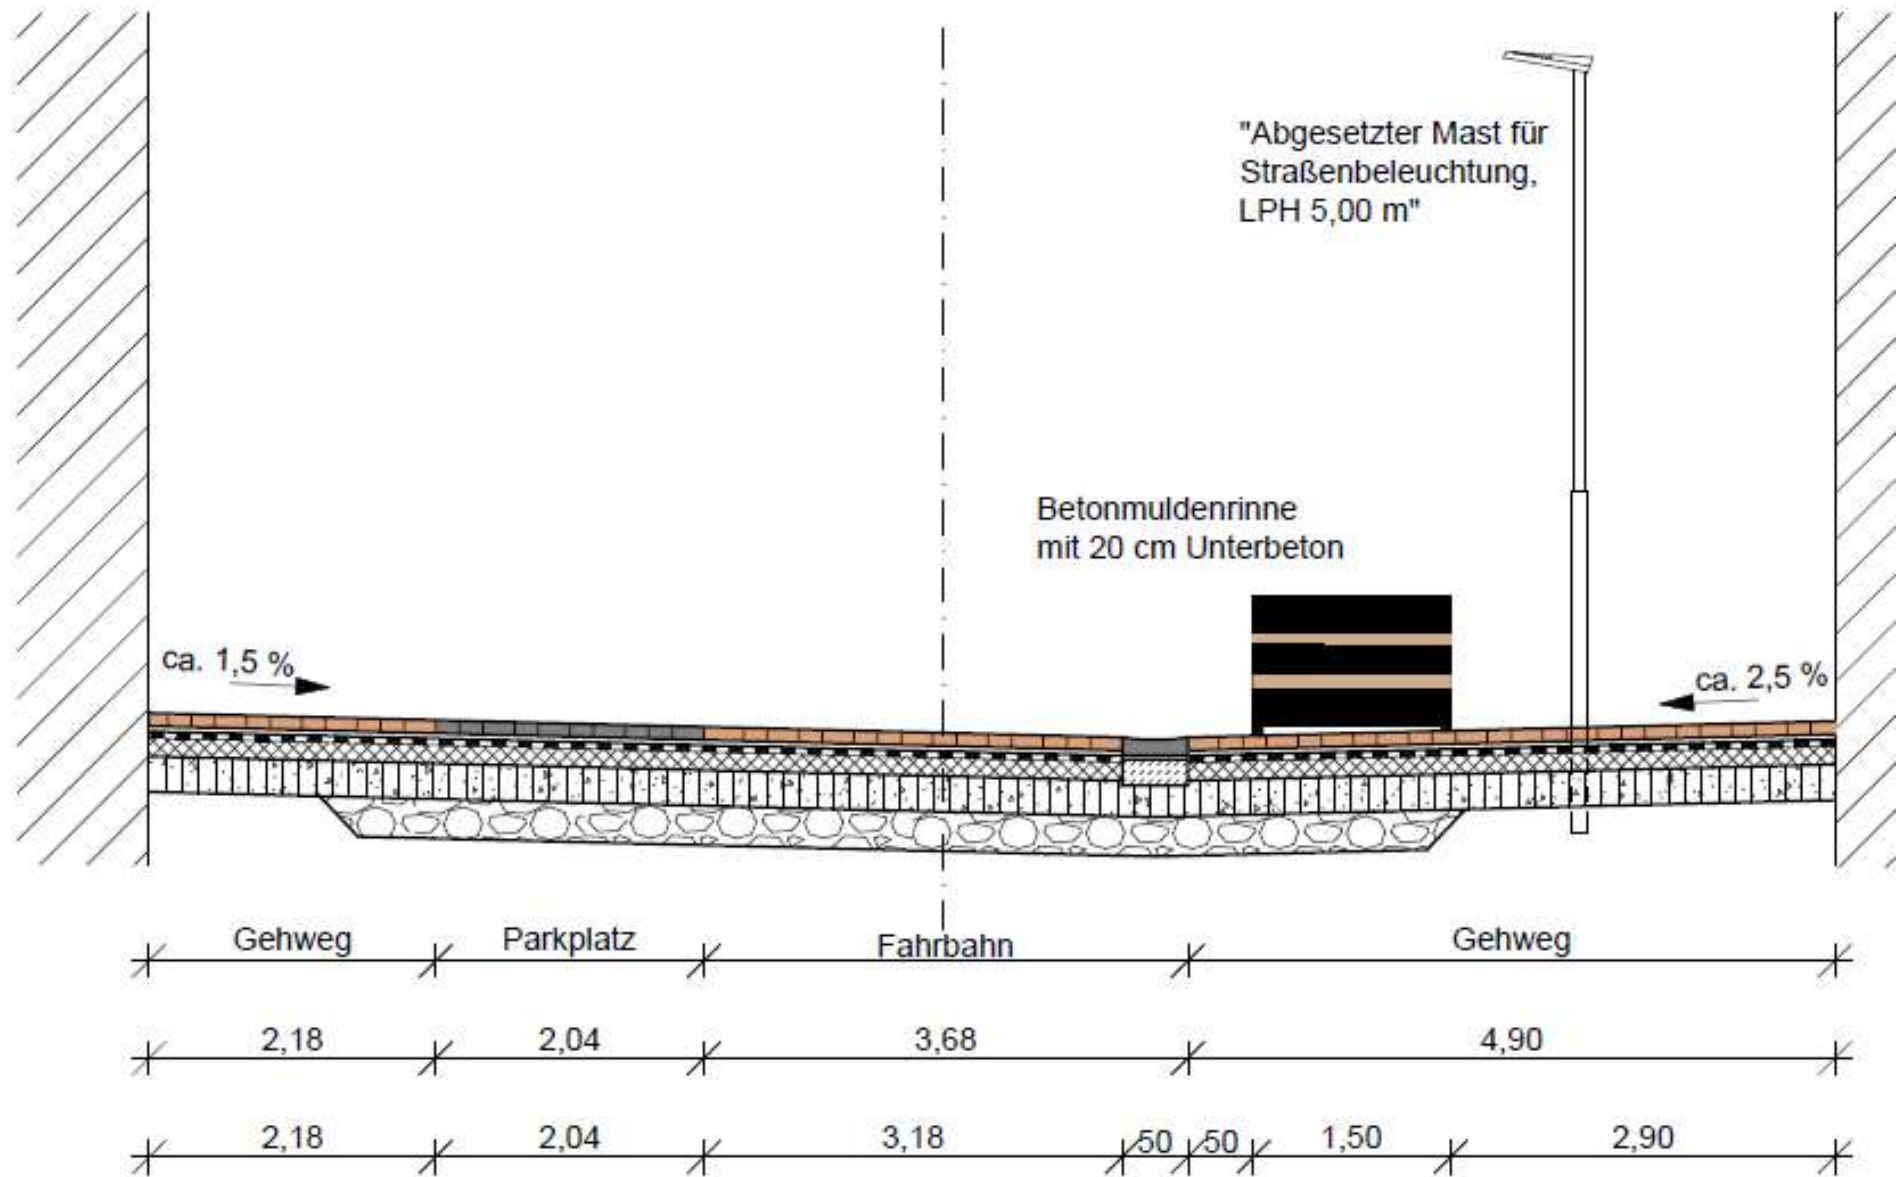 "Abgesetzter Mast für
Straßenbeleuchtung,
LPH 5,00 m"
Betonmuldenrinne
mit 20 cm Unterbeton
ca. 1,5 %
ca. 2,5 %
Gehweg Parkplatz Fahrbahn Gehweg
2,18 2,04 3,68 4,90
2,18 2,04 3,18 50 50 1,50 2,90